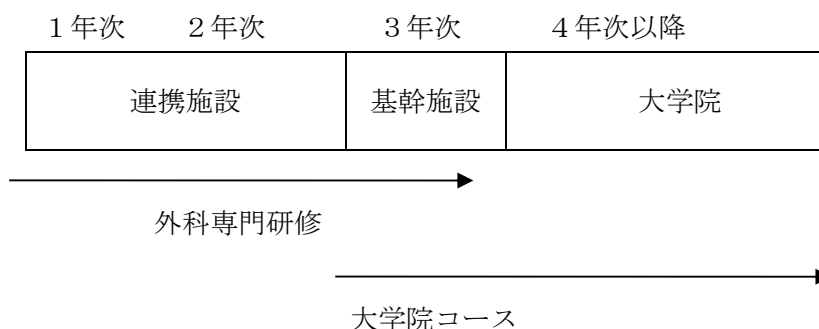 １年次　２年次　３年次　４年次以降
連携施設　基幹施設　大学院
外科専門研修
大学院コース